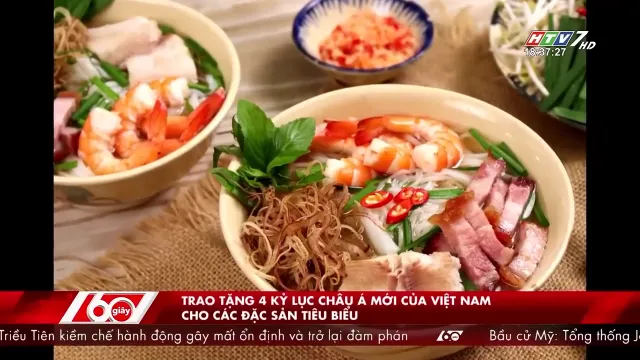 HTV7 HD
18:37:27
60 giây
TRAO TẶNG 4 KỶ LỤC CHÂU Á MỚI CỦA VIỆT NAM
CHO CÁC ĐẶC SẢN TIÊU BIỂU
Triều Tiên kiềm chế hành động gây mất ổn định và trở lại đàm phán 60 giây Bầu cử Mỹ: Tổng thống